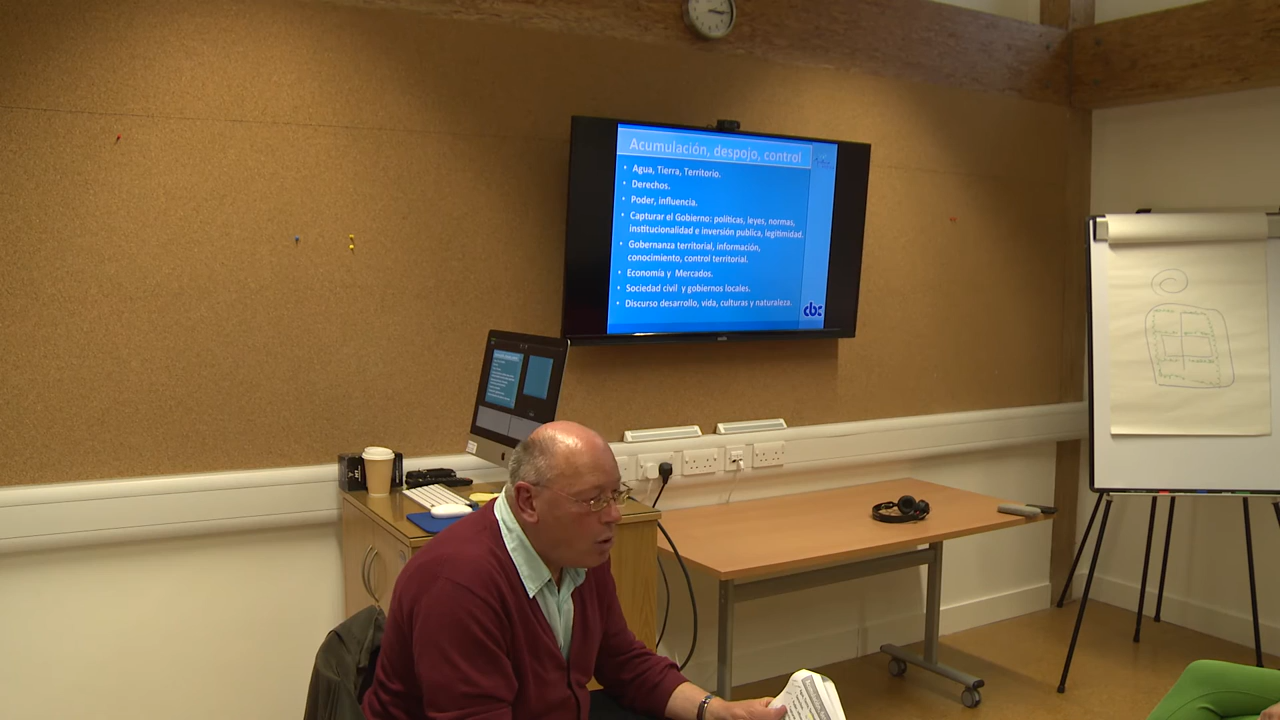 Acumulación, despojo, control
• Agua, Tierra, Territorio.
• Derechos.
• Poder, influencia.
• Capturar el Gobierno: políticas, leyes, normas,
institucionalidad e inversión publica, legitimidad.
• Gobernanza territorial, información,
conocimiento, control territorial.
• Economía y Mercados.
• Sociedad civil y gobiernos locales.
• Discurso desarrollo, vida, culturas y naturaleza.
cbc